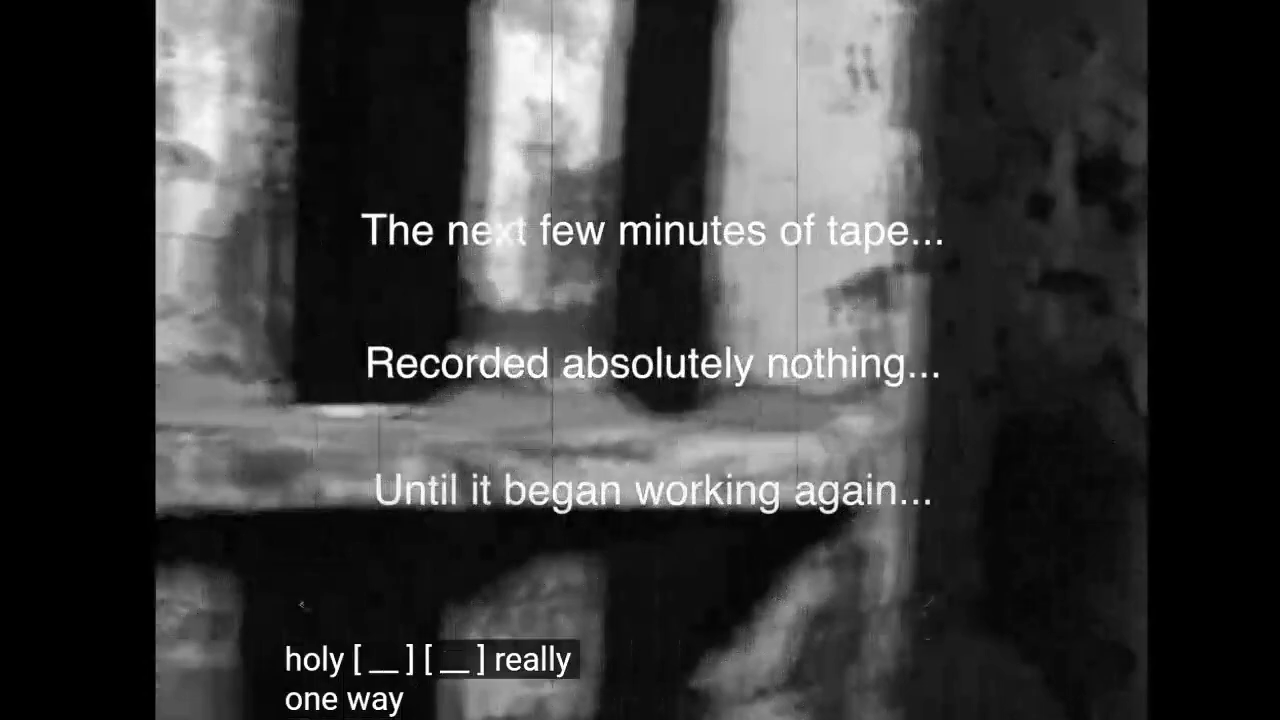 The next few minutes of tape...
Recorded absolutely nothing...
Until it began working again...
holy [ __ ] [ __ ] really
one way